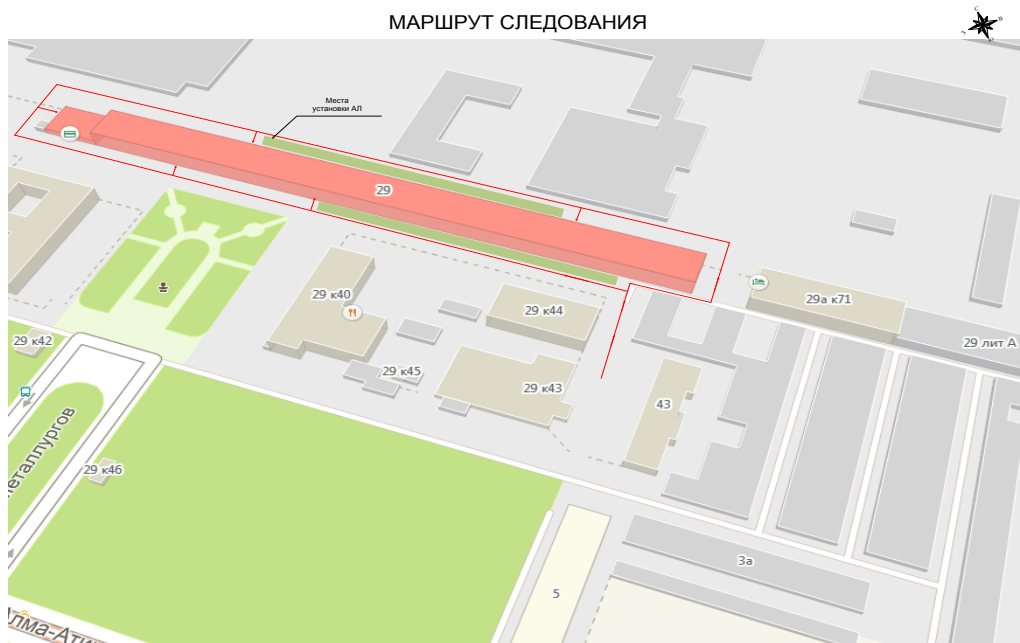 МАРШРУТ СЛЕДОВАНИЯ
С
В
З
Ю
Места
установки АЛ
29
29 к40
29 к44
29а к71
29 лит А
29 к42
29 к45
29 к43
43
29 к46
3а
5